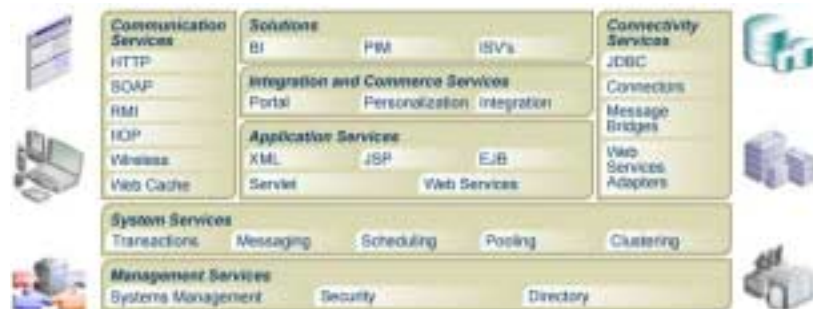 Communication
Services
HTTP
SOAP
RMI
IIOP
Wireless
Web Cache
Solutions
BI PIM ISV's
Integration and Commerce Services
Portal Personalization Integration
Application Services
XML JSP EJB
Servlet Web Services
Connectivity
Services
JDBC
Connectors
Message
Bridges
Web
Services
Adapters
System Services
Transactions Messaging Scheduling Pooling Clustering
Management Services
Systems Management Security Directory